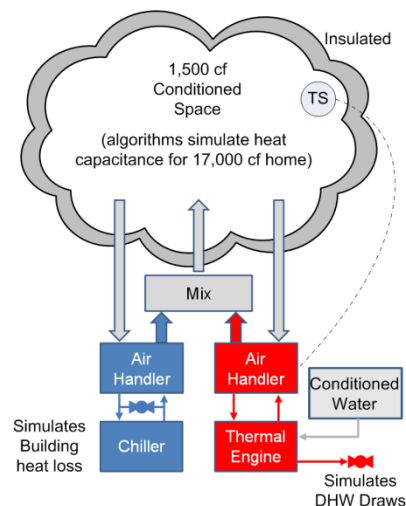 Insulated
1,500 cf
Conditioned
Space
TS
(algorithms simulate heat
capacitance for 17,000 cf home)
Mix
Air
Handler
Air
Handler
Conditioned
Water
Simulates
Building
heat loss
Chiller
Thermal
Engine
Simulates
DHW Draws